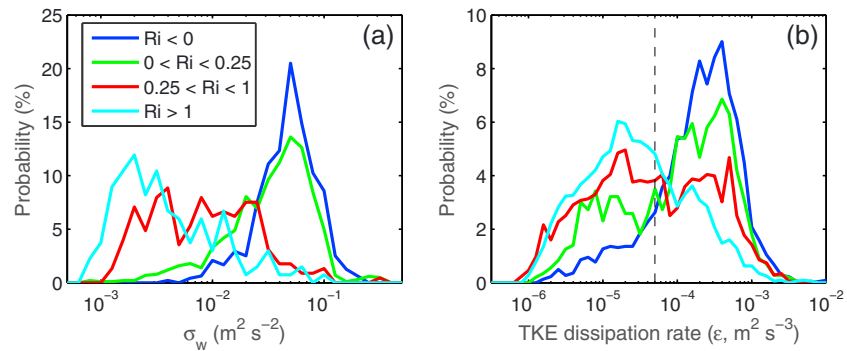 (a)
Ri < 0
0 < Ri < 0.25
0.25 < Ri < 1
Ri > 1
Probability (%)
25
20
15
10
5
0
10⁻³
10⁻²
10⁻¹
σ_w (m² s⁻²)
(b)
Probability (%)
10
8
6
4
2
0
10⁻⁶
10⁻⁵
10⁻⁴
10⁻³
10⁻²
TKE dissipation rate (ε, m² s⁻³)